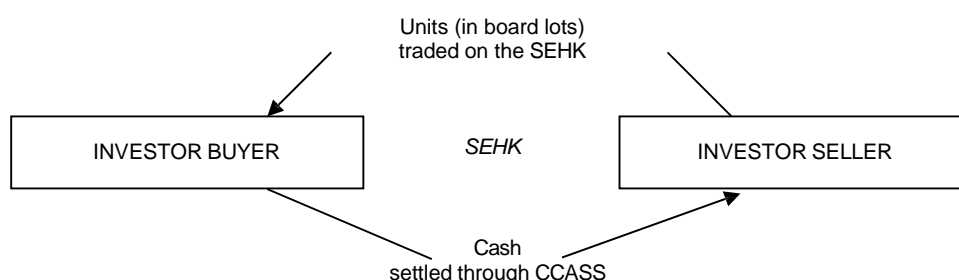 Units (in board lots)
traded on the SEHK
INVESTOR BUYER
SEHK
INVESTOR SELLER
Cash
settled through CCASS